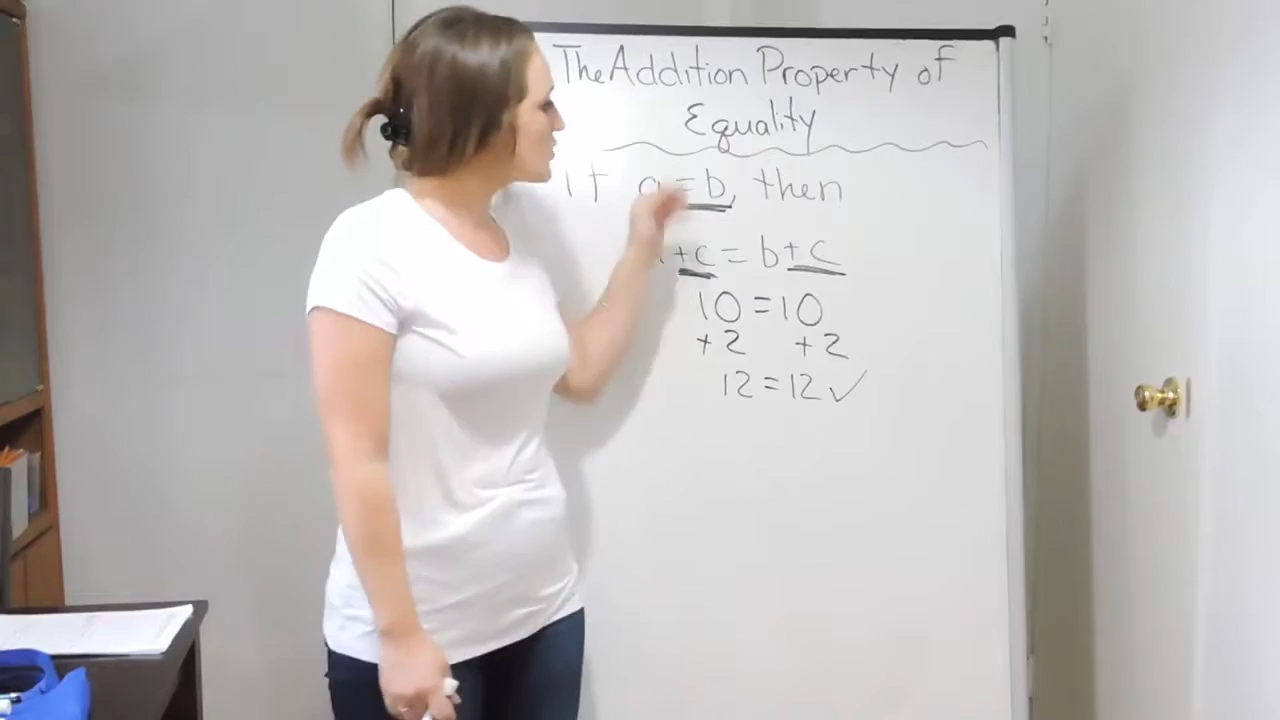 The Addition Property of
Equality
If a = b, then
+c = b+c
10 = 10
+2 +2
12 = 12 ✓